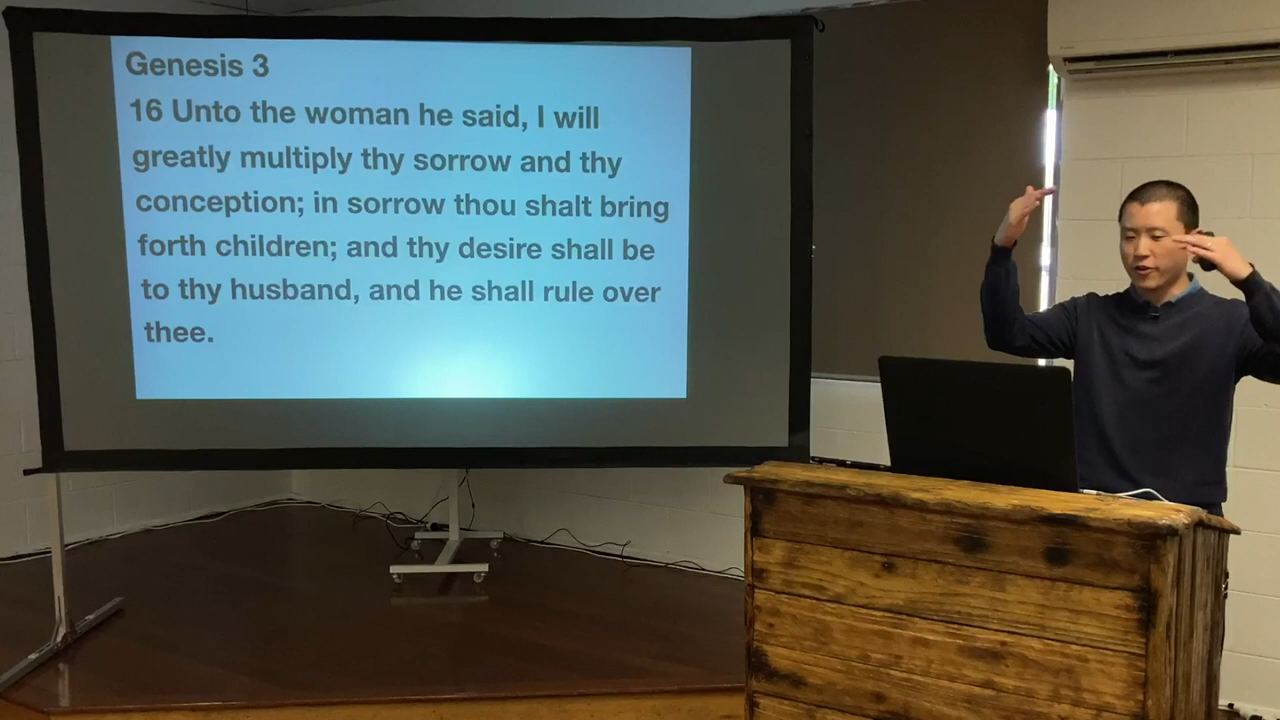 Genesis 3
16 Unto the woman he said, I will
greatly multiply thy sorrow and thy
conception; in sorrow thou shalt bring
forth children; and thy desire shall be
to thy husband, and he shall rule over
thee.